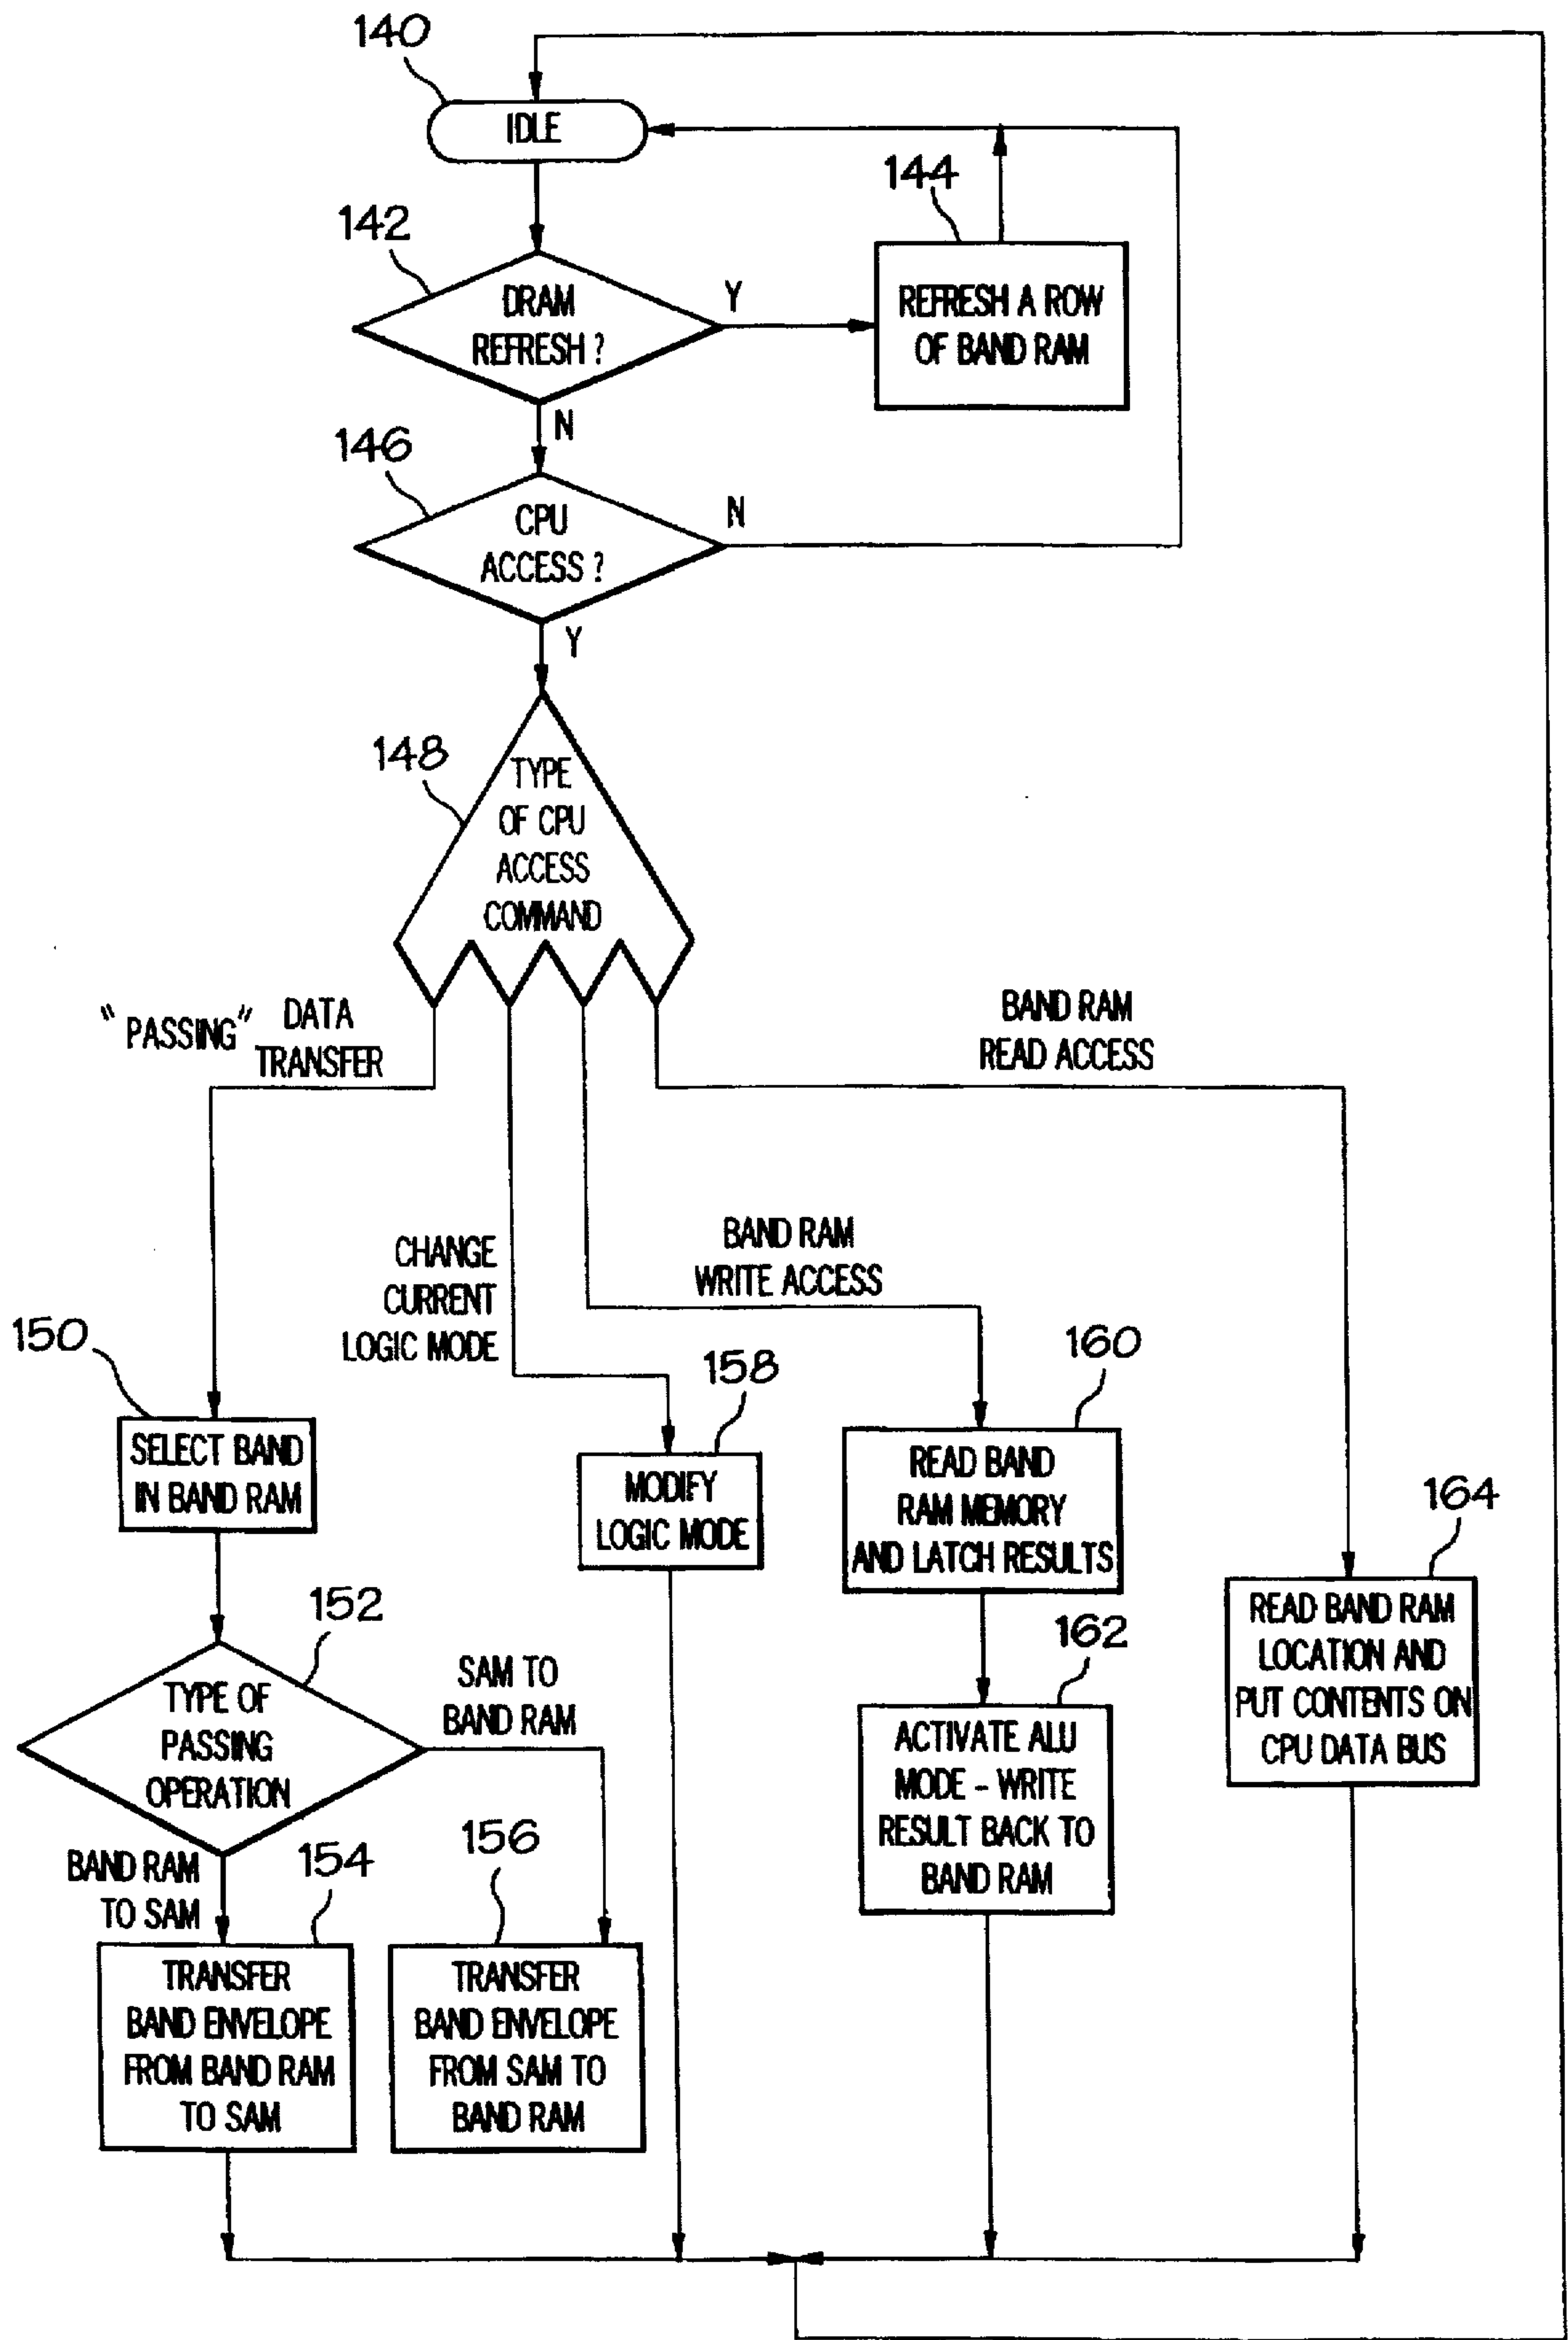 140
IDLE
144
142
DRAM
REFRESH ?
Y
REFRESH A ROW
OF BAND RAM
N
146
CPU
ACCESS ?
N
Y
148
TYPE
OF CPU
ACCESS
COMMAND
"PASSING" DATA
TRANSFER
BAND RAM
READ ACCESS
CHANGE
CURRENT
LOGIC MODE
BAND RAM
WRITE ACCESS
150
SELECT BAND
IN BAND RAM
158
MODIFY
LOGIC MODE
160
READ BAND
RAM MEMORY
AND LATCH RESULTS
164
READ BAND RAM
LOCATION AND
PUT CONTENTS ON
CPU DATA BUS
152
TYPE OF
PASSING
OPERATION
SAM TO
BAND RAM
162
ACTIVATE ALU
MODE - WRITE
RESULT BACK TO
BAND RAM
BAND RAM
TO SAM
154
TRANSFER
BAND ENVELOPE
FROM BAND RAM
TO SAM
156
TRANSFER
BAND ENVELOPE
FROM SAM TO
BAND RAM